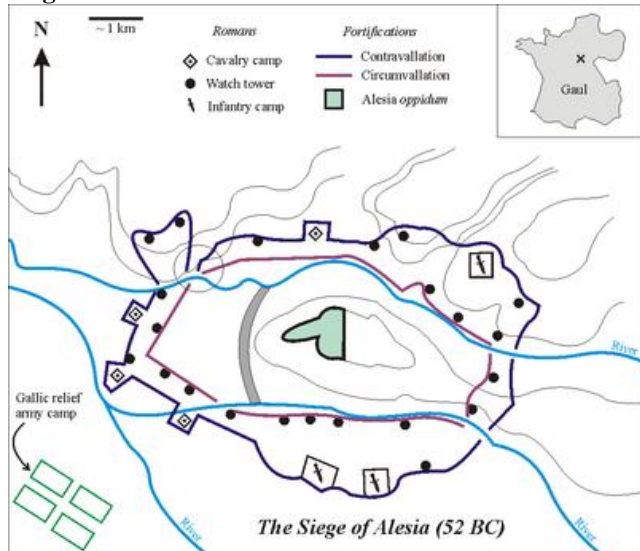 N
~ 1 km
Romans
Cavalry camp
Watch tower
Infantry camp
Fortifications
Contravallation
Circumvallation
Alesia oppidum
Gaul
River
Gallic relief
army camp
River
River
The Siege of Alesia (52 BC)